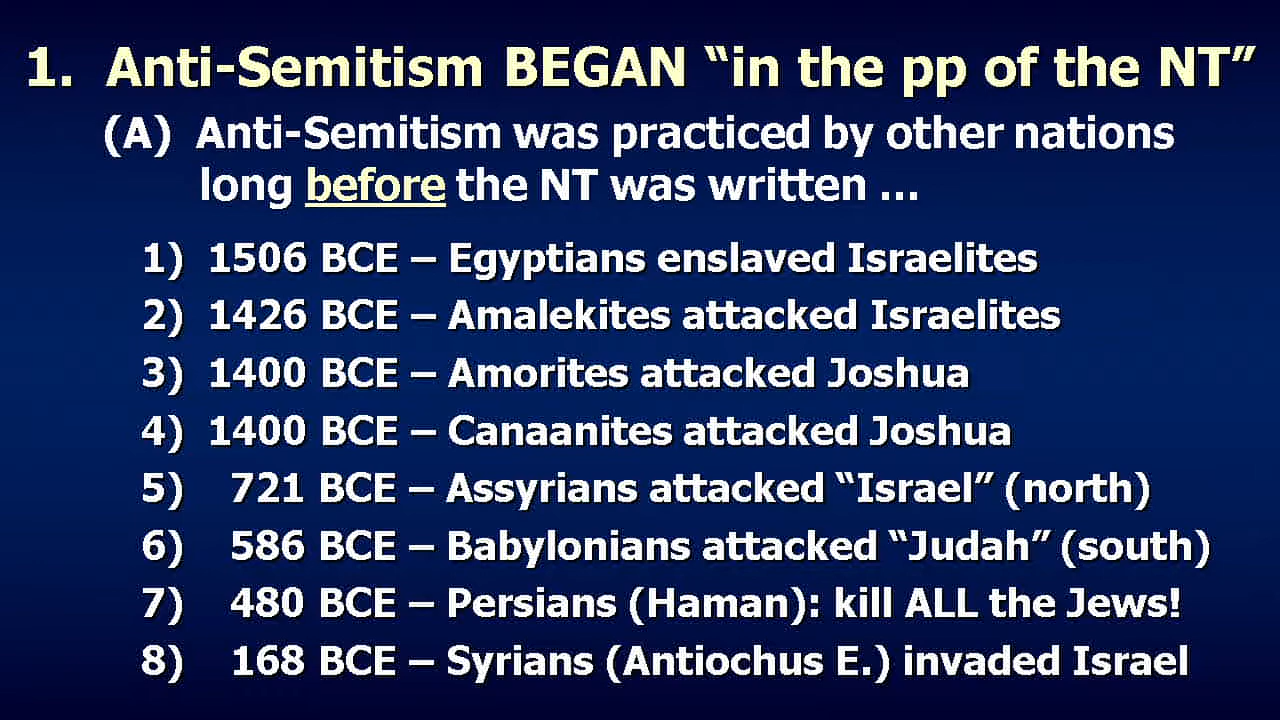 1. Anti-Semitism BEGAN “in the pp of the NT”
(A) Anti-Semitism was practiced by other nations
long before the NT was written ...
1) 1506 BCE – Egyptians enslaved Israelites
2) 1426 BCE – Amalekites attacked Israelites
3) 1400 BCE – Amorites attacked Joshua
4) 1400 BCE – Canaanites attacked Joshua
5) 721 BCE – Assyrians attacked “Israel” (north)
6) 586 BCE – Babylonians attacked “Judah” (south)
7) 480 BCE – Persians (Haman): kill ALL the Jews!
8) 168 BCE – Syrians (Antiochus E.) invaded Israel